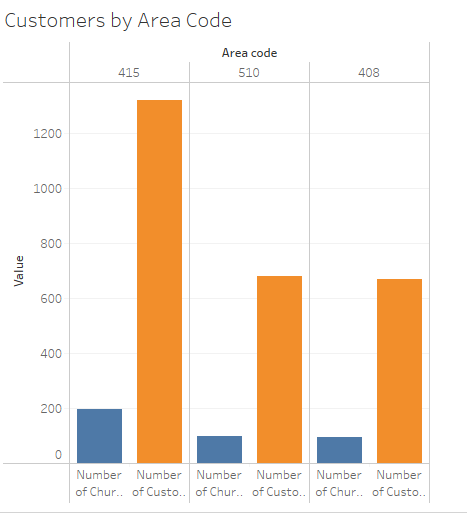 Customers by Area Code
Area code
415 510 408
Value
1200
1000
800
600
400
200
0
Number Number Number Number Number Number
of Chur.. of Custo.. of Chur.. of Custo.. of Chur.. of Custo..